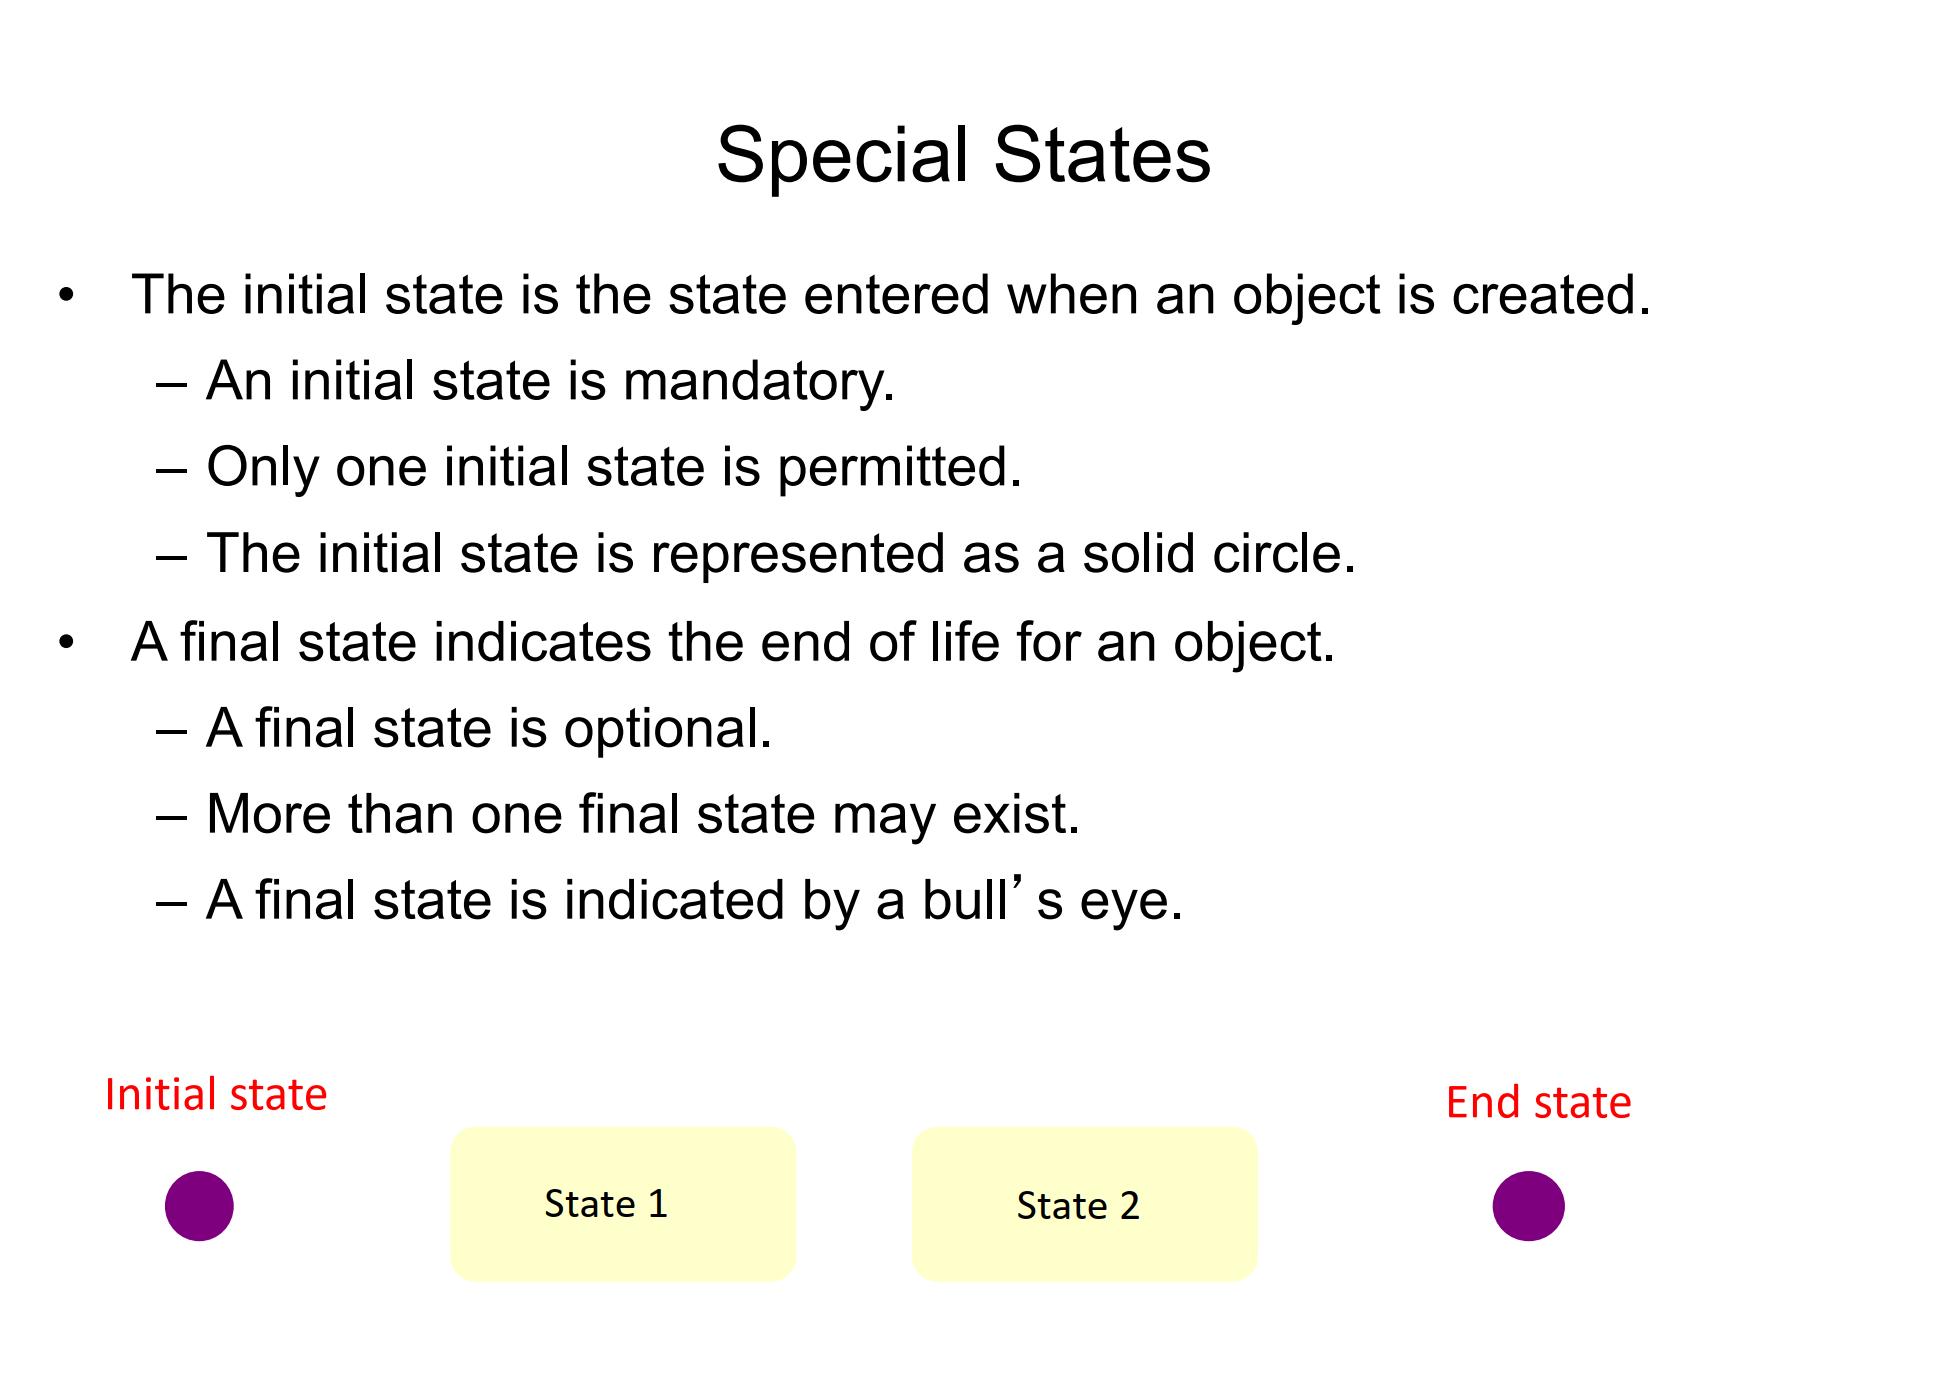 Special States
• The initial state is the state entered when an object is created.
– An initial state is mandatory.
– Only one initial state is permitted.
– The initial state is represented as a solid circle.
• A final state indicates the end of life for an object.
– A final state is optional.
– More than one final state may exist.
– A final state is indicated by a bull’s eye.
Initial state
End state
State 1
State 2